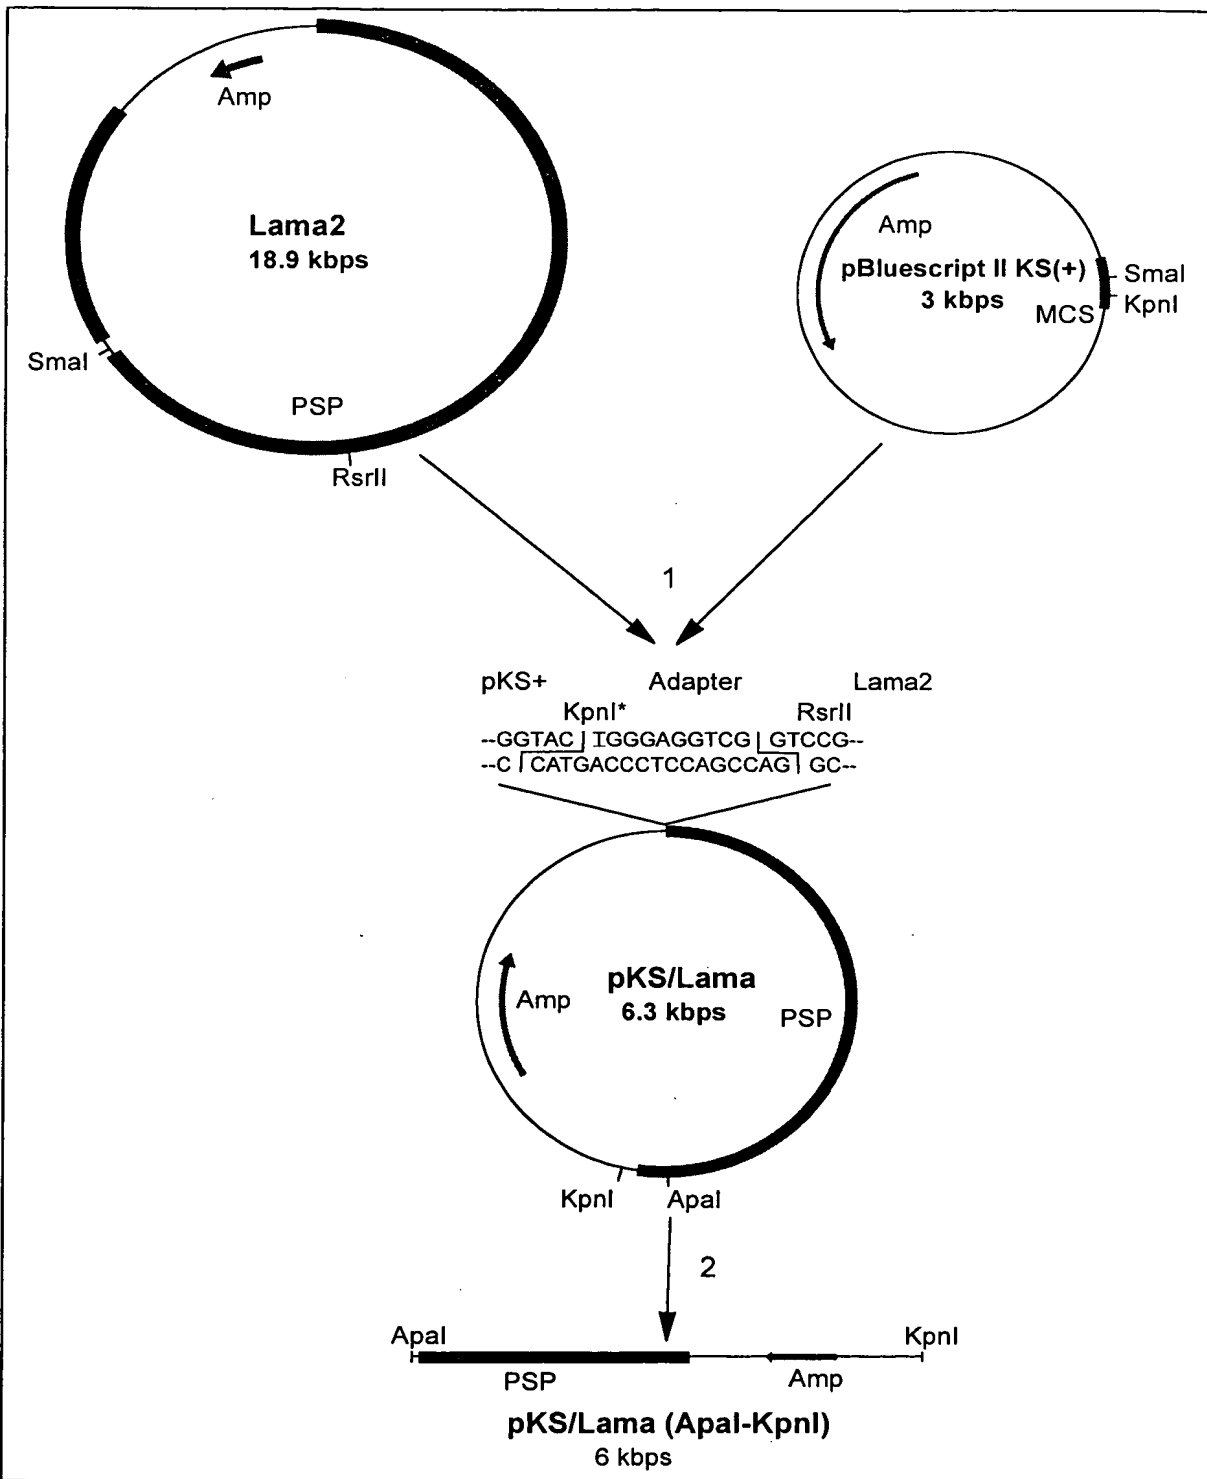 Amp
Lama2
18.9 kbps
SmaI
PSP
RsrII
Amp
pBluescript II KS(+)
3 kbps
SmaI
KpnI
MCS
1
pKS+ Adapter Lama2
KpnI* RsrII
--GGTAC IGGGAGGTCG GTCCG--
--C CATGACCCTCCAGCCAG GC--
pKS/Lama
6.3 kbps
Amp
PSP
KpnI
ApaI
2
ApaI
KpnI
PSP
Amp
pKS/Lama (ApaI-KpnI)
6 kbps